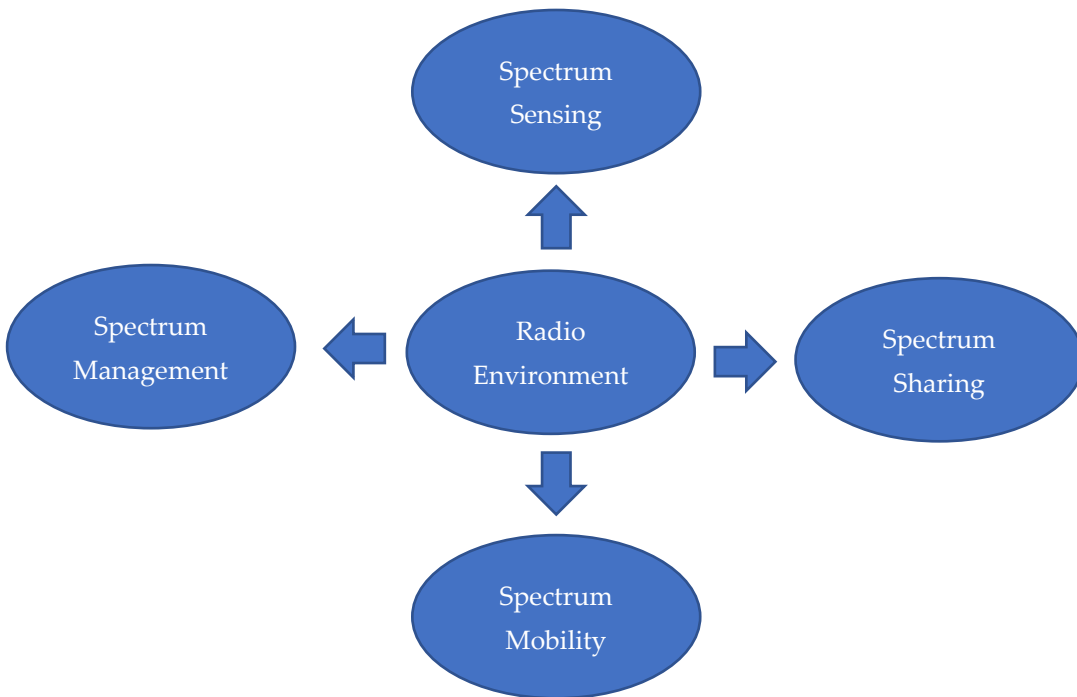 Spectrum
Sensing
Spectrum
Management
Radio
Environment
Spectrum
Sharing
Spectrum
Mobility